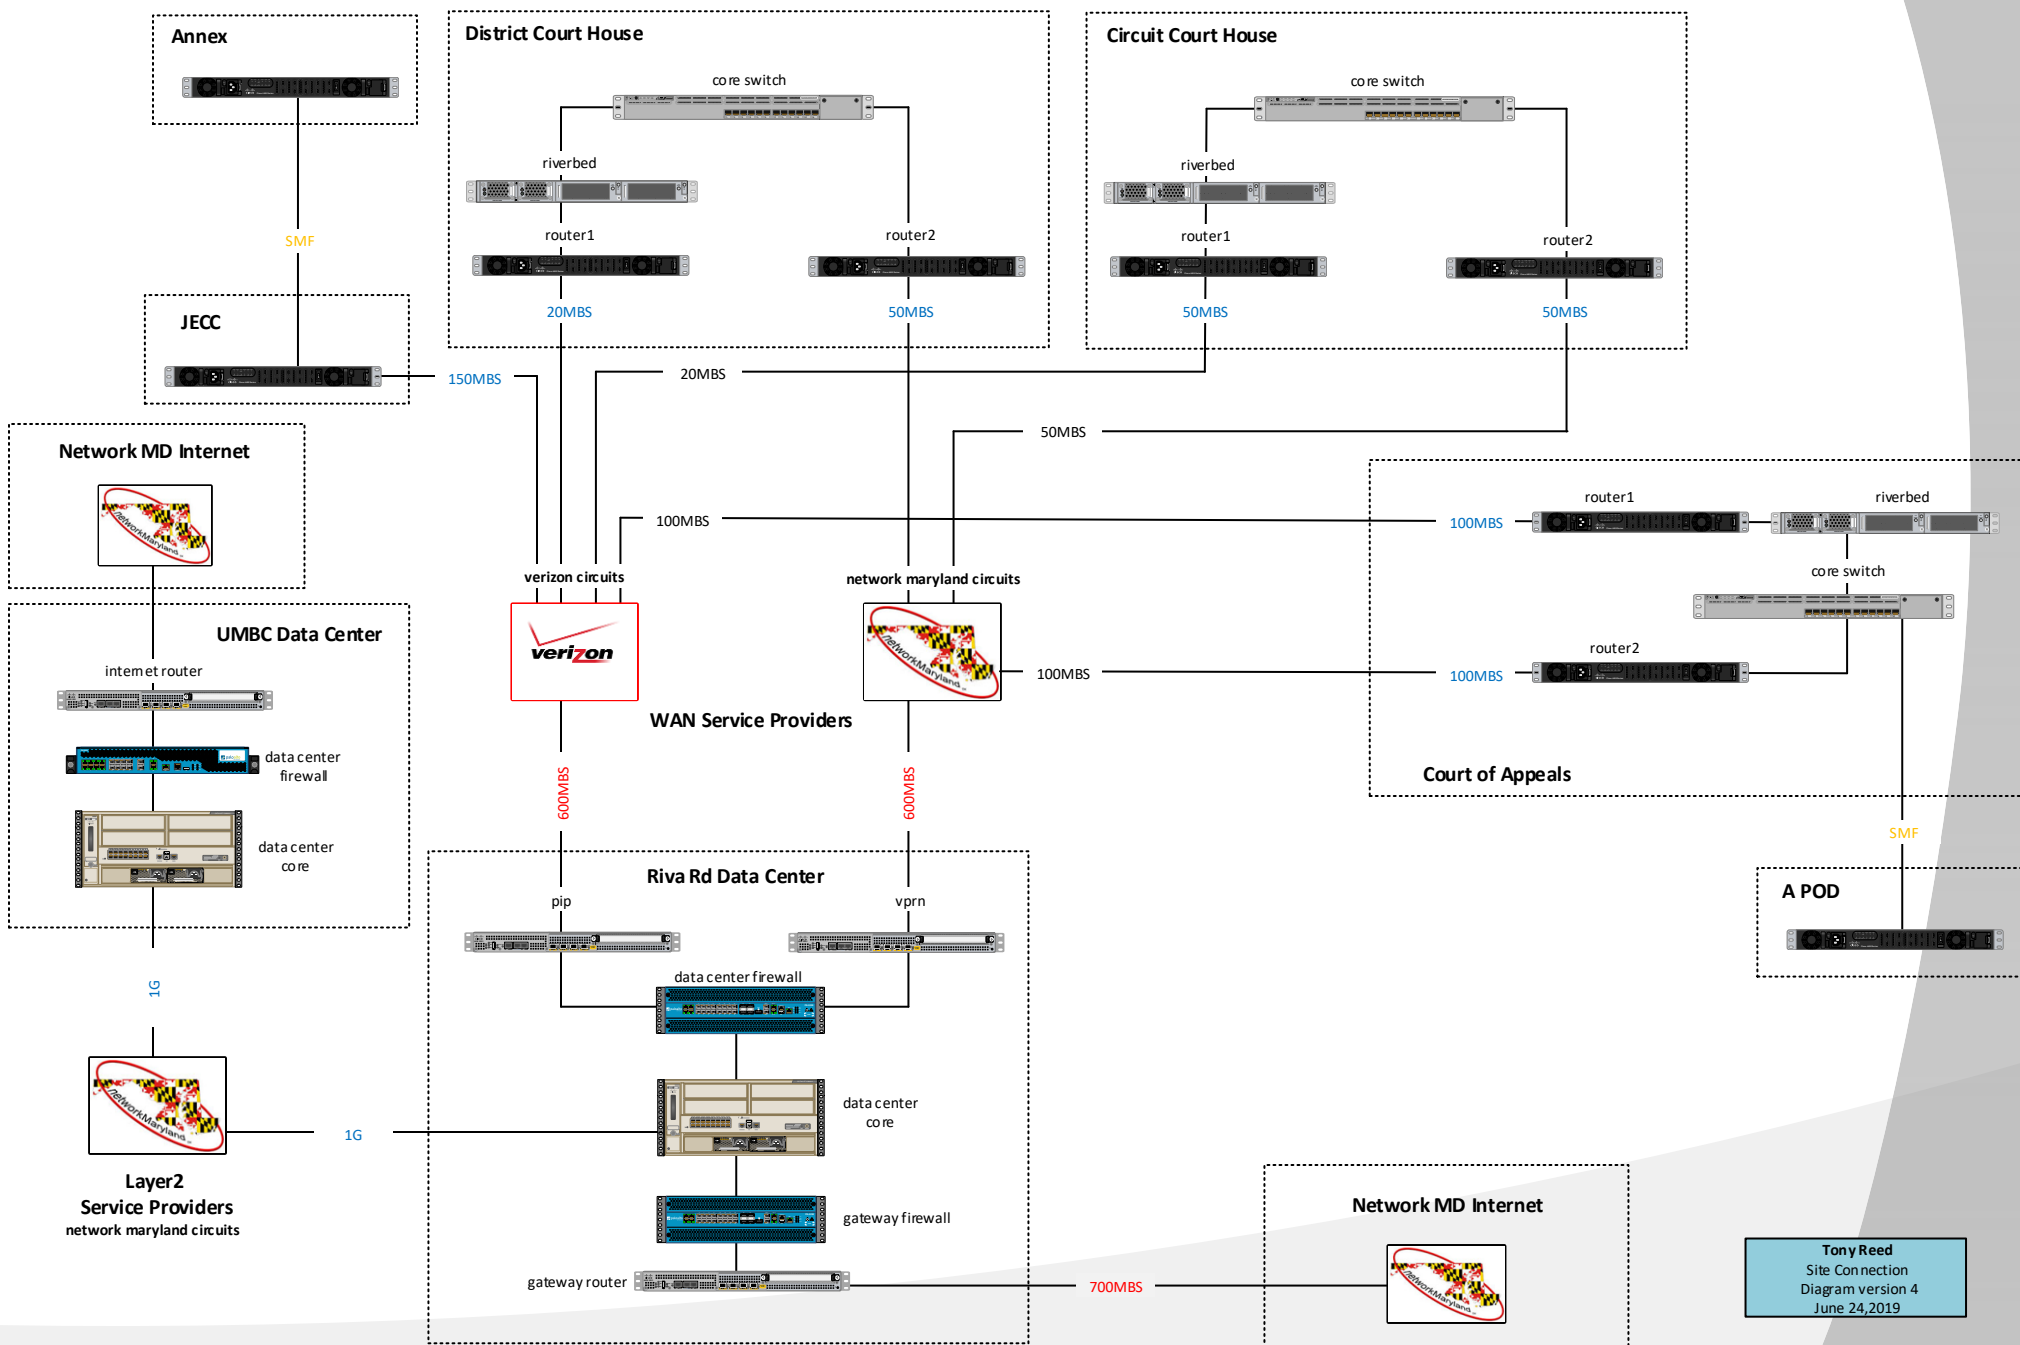 Annex
SMF
JECC
150MBS
District Court House
core switch
riverbed
router1
router2
20MBS
50MBS
Circuit Court House
core switch
riverbed
router1
router2
50MBS
50MBS
20MBS
50MBS
Network MD Internet
networkMaryland
UMBC Data Center
internet router
data center
firewall
data center
core
1G
networkMaryland
Layer2
Service Providers
network maryland circuits
1G
verizon circuits
verizon
network maryland circuits
networkMaryland
WAN Service Providers
100MBS
100MBS
100MBS
100MBS
router1
riverbed
core switch
router2
Court of Appeals
SMF
A POD
600MBS
600MBS
Riva Rd Data Center
pip
vprn
data center firewall
data center
core
gateway firewall
gateway router
700MBS
Network MD Internet
networkMaryland
Tony Reed
Site Connection
Diagram version 4
June 24,2019